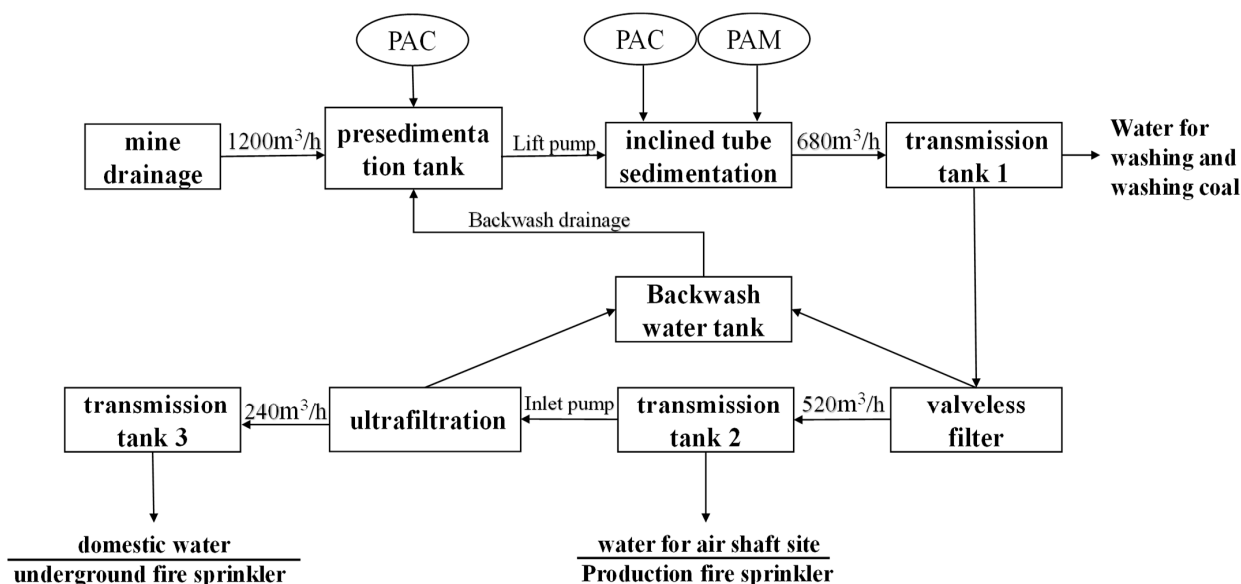 PAC
PAC
PAM
mine
drainage
1200m³/h
presedimenta
tion tank
Lift pump
inclined tube
sedimentation
680m³/h
transmission
tank 1
Water for
washing and
washing coal
Backwash drainage
Backwash
water tank
transmission
tank 3
240m³/h
ultrafiltration
Inlet pump
transmission
tank 2
520m³/h
valveless
filter
domestic water
underground fire sprinkler
water for air shaft site
Production fire sprinkler